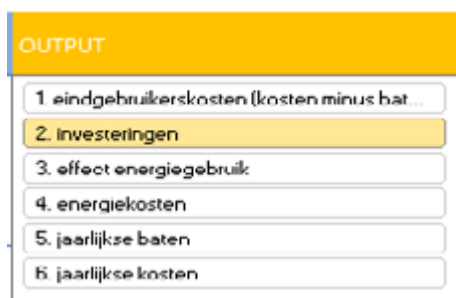 OUTPUT
1. eindgebruikerskosten (kosten minus bat...
2. investeringen
3. effect energiegebruik
4. energiekosten
5. jaarlijkse baten
6. jaarlijkse kosten